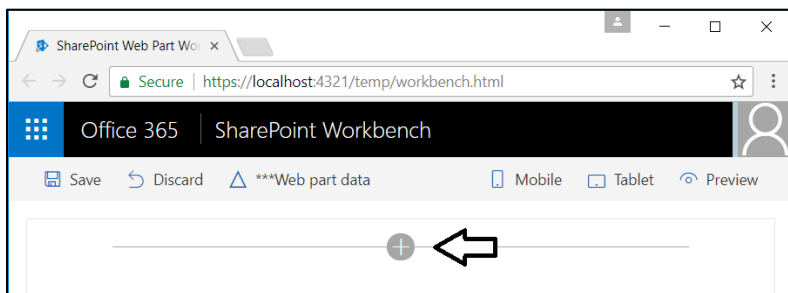 SharePoint Web Part Wo
Secure | https://localhost:4321/temp/workbench.html
Office 365 SharePoint Workbench
Save Discard ***Web part data Mobile Tablet Preview